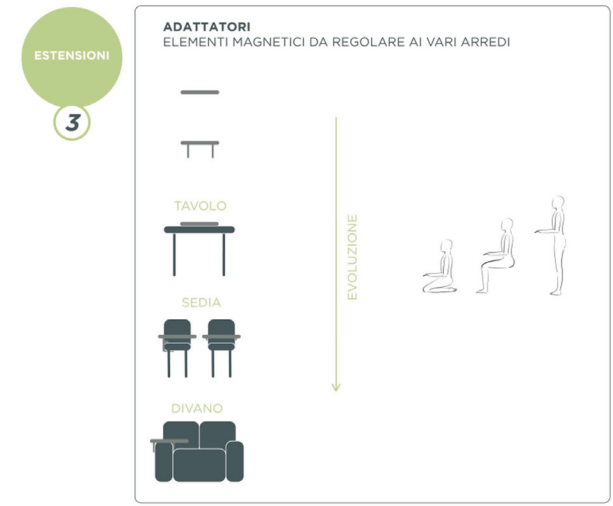 ESTENSIONI
3
ADATTATORI
ELEMENTI MAGNETICI DA REGOLARE AI VARI ARREDI
TAVOLO
EVOLUZIONE
SEDIA
DIVANO